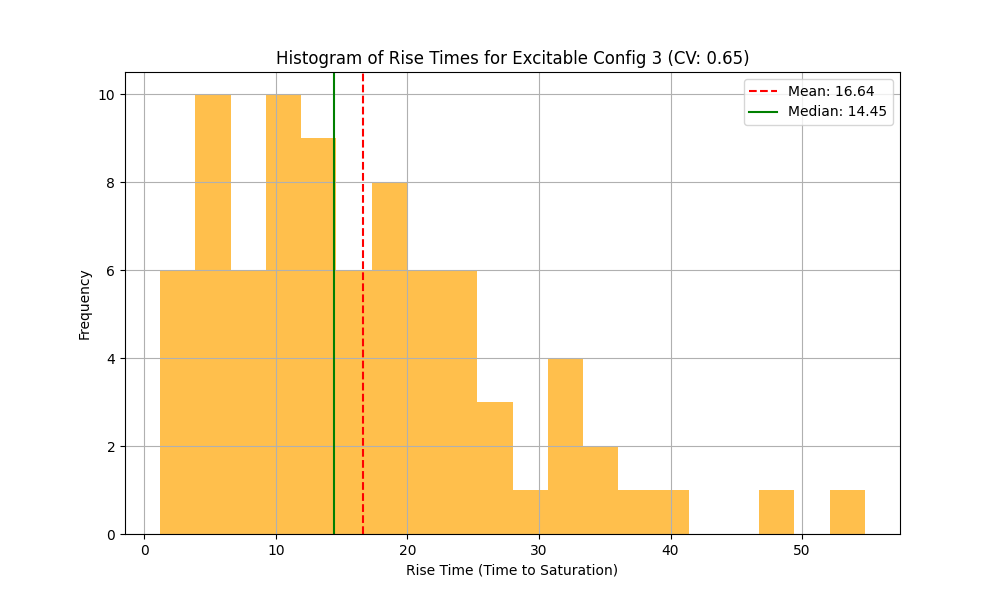 Histogram of Rise Times for Excitable Config 3 (CV: 0.65)
Mean: 16.64
Median: 14.45
Frequency
10
8
6
4
2
0
0 10 20 30 40 50
Rise Time (Time to Saturation)